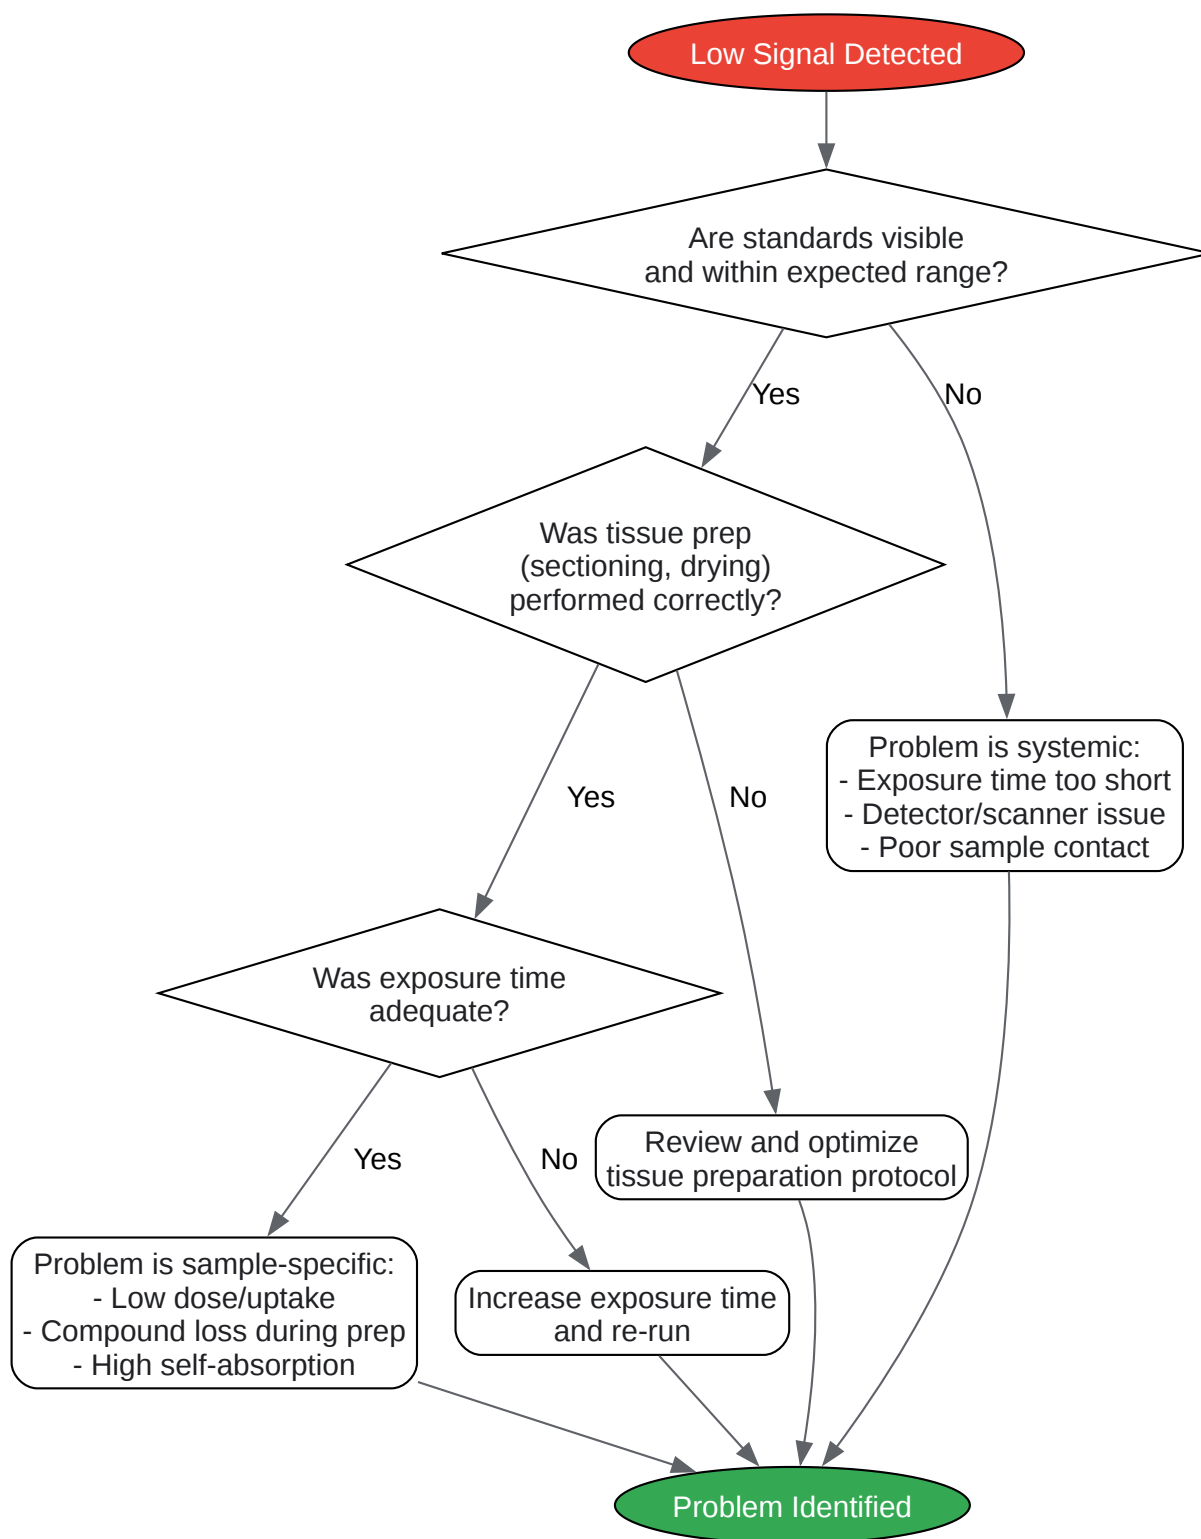 Low Signal Detected
Are standards visible
and within expected range?
Yes
No
Was tissue prep
(sectioning, drying)
performed correctly?
Yes
No
Problem is systemic:
- Exposure time too short
- Detector/scanner issue
- Poor sample contact
Was exposure time
adequate?
Yes
No
Review and optimize
tissue preparation protocol
Problem is sample-specific:
- Low dose/uptake
- Compound loss during prep
- High self-absorption
Increase exposure time
and re-run
Problem Identified